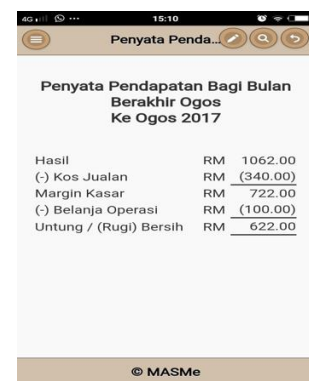 4G 15:10
Penyata Penda...
Penyata Pendapatan Bagi Bulan
Berakhir Ogos
Ke Ogos 2017
Hasil RM 1062.00
(-) Kos Jualan RM (340.00)
Margin Kasar RM 722.00
(-) Belanja Operasi RM (100.00)
Untung / (Rugi) Bersih RM 622.00
© MASMe